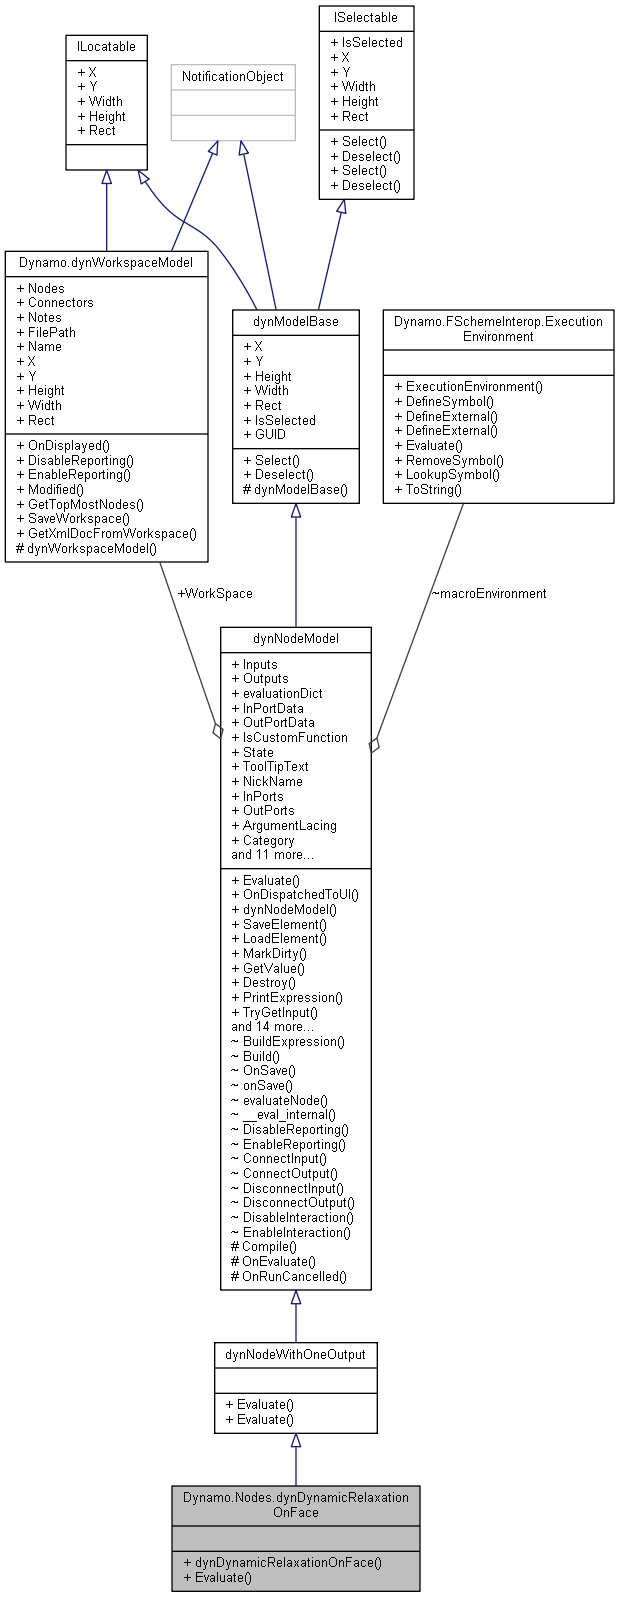 ISelectable
+ IsSelected
+ X
+ Y
+ Width
+ Height
+ Rect
+ Select()
+ Deselect()
+ Select()
+ Deselect()
ILocatable
+ X
+ Y
+ Width
+ Height
+ Rect
NotificationObject
Dynamo.dynWorkspaceModel
+ Nodes
+ Connectors
+ Notes
+ FilePath
+ Name
+ X
+ Y
+ Height
+ Width
+ Rect
+ OnDisplayed()
+ DisableReporting()
+ EnableReporting()
+ Modified()
+ GetTopMostNodes()
+ SaveWorkspace()
+ GetXmlDocFromWorkspace()
# dynWorkspaceModel()
dynModelBase
+ X
+ Y
+ Height
+ Width
+ Rect
+ IsSelected
+ GUID
+ Select()
+ Deselect()
# dynModelBase()
Dynamo.FSchemeInterop.Execution
Environment
+ ExecutionEnvironment()
+ DefineSymbol()
+ DefineExternal()
+ DefineExternal()
+ Evaluate()
+ RemoveSymbol()
+ LookupSymbol()
+ ToString()
+WorkSpace
~macroEnvironment
dynNodeModel
+ Inputs
+ Outputs
+ evaluationDict
+ InPortData
+ OutPortData
+ IsCustomFunction
+ State
+ ToolTipText
+ NickName
+ InPorts
+ OutPorts
+ ArgumentLacing
+ Category
and 11 more...
+ Evaluate()
+ OnDispatchedToUI()
+ dynNodeModel()
+ SaveElement()
+ LoadElement()
+ MarkDirty()
+ GetValue()
+ Destroy()
+ PrintExpression()
+ TryGetInput()
and 14 more...
~ BuildExpression()
~ Build()
~ OnSave()
~ onSave()
~ evaluateNode()
~ __eval_internal()
~ DisableReporting()
~ EnableReporting()
~ ConnectInput()
~ ConnectOutput()
~ DisconnectInput()
~ DisconnectOutput()
~ DisableInteraction()
~ EnableInteraction()
# Compile()
# OnEvaluate()
# OnRunCancelled()
dynNodeWithOneOutput
+ Evaluate()
+ Evaluate()
Dynamo.Nodes.dynDynamicRelaxation
OnFace
+ dynDynamicRelaxationOnFace()
+ Evaluate()